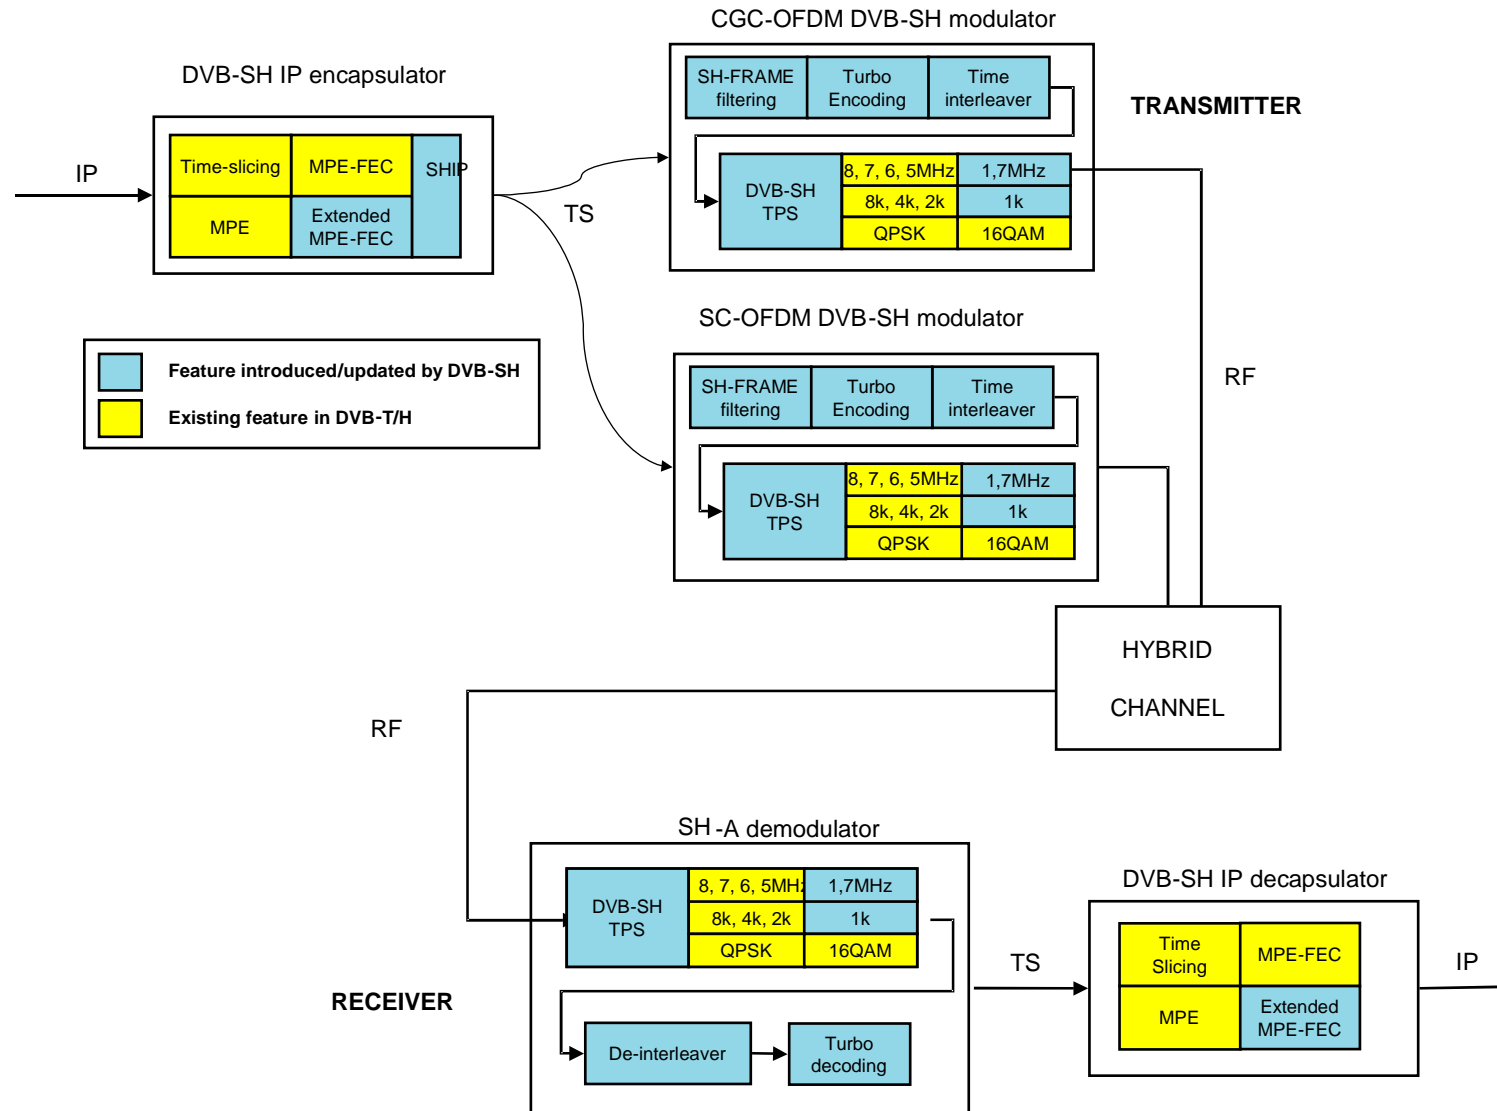 CGC-OFDM DVB-SH modulator
DVB-SH IP encapsulator
SH-FRAME
filtering
Turbo
Encoding
Time
interleaver
TRANSMITTER
IP
Time-slicing
MPE-FEC
SHIP
MPE
Extended
MPE-FEC
TS
DVB-SH
TPS
8, 7, 6, 5MHz
1,7MHz
8k, 4k, 2k
1k
QPSK
16QAM
SC-OFDM DVB-SH modulator
Feature introduced/updated by DVB-SH
Existing feature in DVB-T/H
SH-FRAME
filtering
Turbo
Encoding
Time
interleaver
RF
DVB-SH
TPS
8, 7, 6, 5MHz
1,7MHz
8k, 4k, 2k
1k
QPSK
16QAM
HYBRID
CHANNEL
RF
SH-A demodulator
DVB-SH
TPS
8, 7, 6, 5MHz
1,7MHz
8k, 4k, 2k
1k
QPSK
16QAM
DVB-SH IP decapsulator
Time
Slicing
MPE-FEC
MPE
Extended
MPE-FEC
TS
IP
RECEIVER
De-interleaver
Turbo
decoding